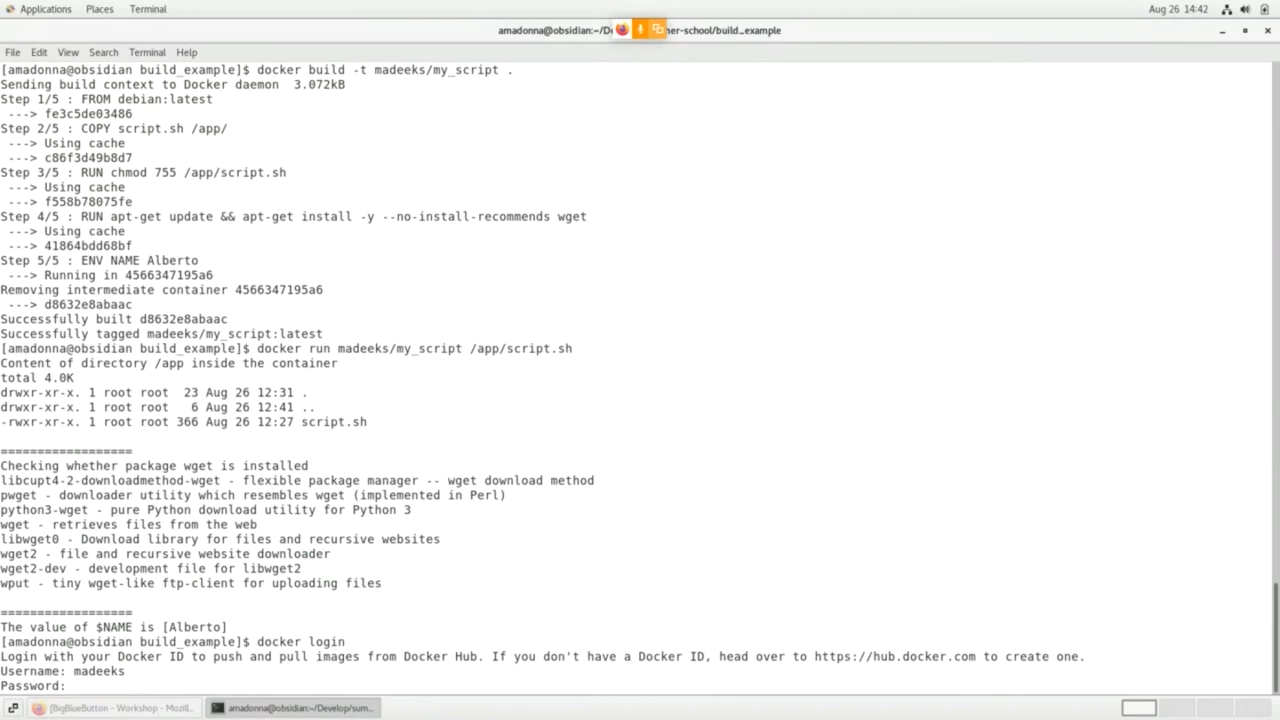 Applications Places Terminal Aug 26 14:42
amadonna@obsidian:~/De ner-school/build_example
File Edit View Search Terminal Help
[amadonna@obsidian build_example]$ docker build -t madeeks/my_script .
Sending build context to Docker daemon  3.072kB
Step 1/5 : FROM debian:latest
 ---> fe3c5de03486
Step 2/5 : COPY script.sh /app/
 ---> Using cache
 ---> c86f3d49b8d7
Step 3/5 : RUN chmod 755 /app/script.sh
 ---> Using cache
 ---> f558b78075fe
Step 4/5 : RUN apt-get update && apt-get install -y --no-install-recommends wget
 ---> Using cache
 ---> 41864bdd68bf
Step 5/5 : ENV NAME Alberto
 ---> Running in 4566347195a6
Removing intermediate container 4566347195a6
 ---> d8632e8abaac
Successfully built d8632e8abaac
Successfully tagged madeeks/my_script:latest
[amadonna@obsidian build_example]$ docker run madeeks/my_script /app/script.sh
Content of directory /app inside the container
total 4.0K
drwxr-xr-x. 1 root root  23 Aug 26 12:31 .
drwxr-xr-x. 1 root root   6 Aug 26 12:41 ..
-rwxr-xr-x. 1 root root 366 Aug 26 12:27 script.sh
==================
Checking whether package wget is installed
libcupt4-2-downloadmethod-wget - flexible package manager -- wget download method
pwget - downloader utility which resembles wget (implemented in Perl)
python3-wget - pure Python download utility for Python 3
wget - retrieves files from the web
libwget0 - Download library for files and recursive websites
wget2 - file and recursive website downloader
wget2-dev - development file for libwget2
wput - tiny wget-like ftp-client for uploading files
==================
The value of $NAME is [Alberto]
[amadonna@obsidian build_example]$ docker login
Login with your Docker ID to push and pull images from Docker Hub. If you don't have a Docker ID, head over to https://hub.docker.com to create one.
Username: madeeks
Password:
[BigBlueButton - Workshop - Mozil... amadonna@obsidian:~/Develop/sum...